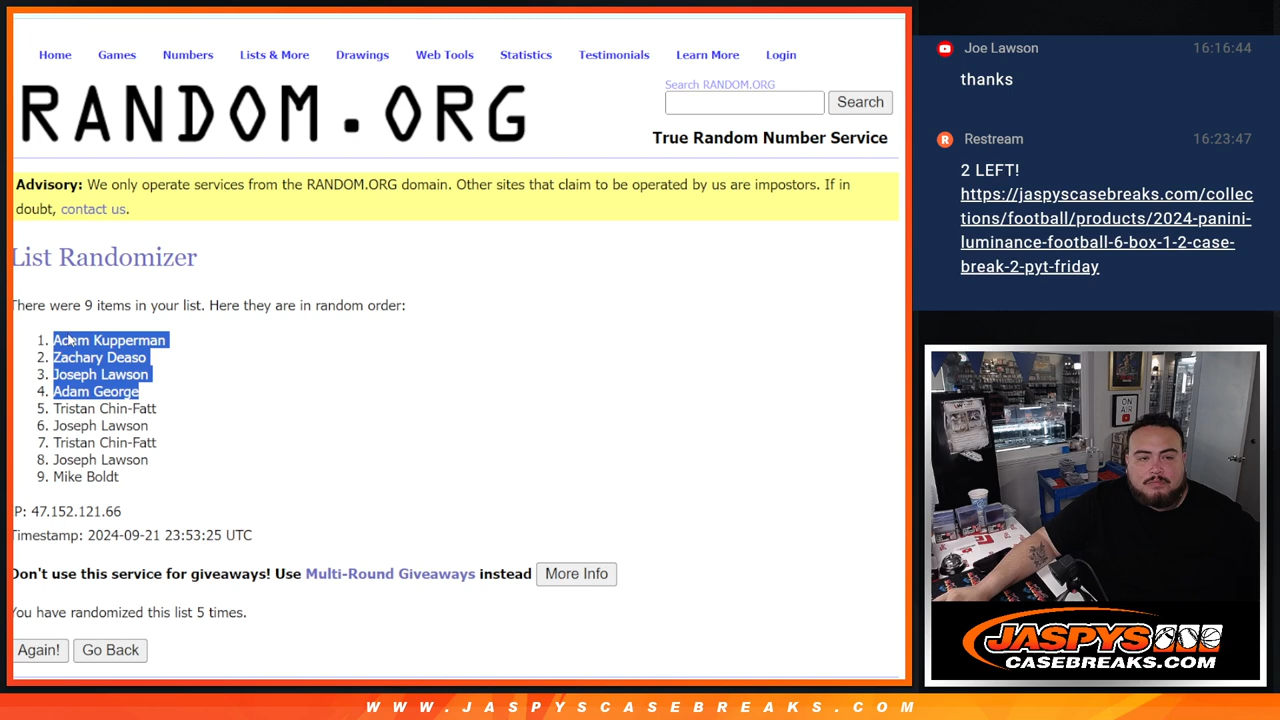 Home Games Numbers Lists & More Drawings Web Tools Statistics Testimonials Learn More Login
RANDOM.ORG
Search RANDOM.ORG
Search
True Random Number Service
Advisory: We only operate services from the RANDOM.ORG domain. Other sites that claim to be operated by us are impostors. If in
doubt, contact us.
List Randomizer
There were 9 items in your list. Here they are in random order:
1. Adam Kupperman
2. Zachary Deaso
3. Joseph Lawson
4. Adam George
5. Tristan Chin-Fatt
6. Joseph Lawson
7. Tristan Chin-Fatt
8. Joseph Lawson
9. Mike Boldt
IP: 47.152.121.66
Timestamp: 2024-09-21 23:53:25 UTC
Don't use this service for giveaways! Use Multi-Round Giveaways instead More Info
You have randomized this list 5 times.
Again! Go Back
Joe Lawson 16:16:44
thanks
Restream 16:23:47
2 LEFT!
https://jaspyscasebreaks.com/collec
tions/football/products/2024-panini-
luminance-football-6-box-1-2-case-
break-2-pyt-friday
ON AIR
JASPYS
CASEBREAKS.COM
WWW.JASPYSCASEBREAKS.COM